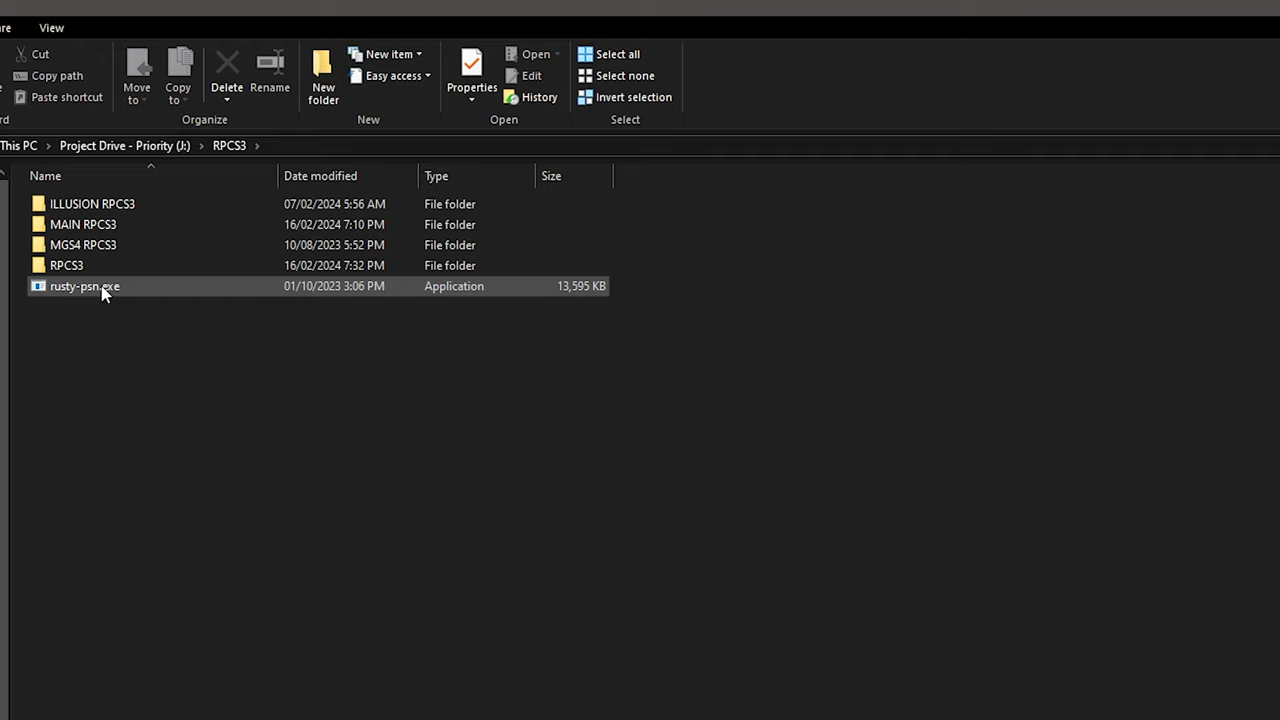 re View
Cut
Copy path
Paste shortcut
rd
Move to
Copy to
Delete
Rename
Organize
New folder
New item
Easy access
New
Properties
Open
Edit
History
Open
Select all
Select none
Invert selection
Select
This PC > Project Drive - Priority (J:) > RPCS3 >
Name Date modified Type Size
ILLUSION RPCS3 07/02/2024 5:56 AM File folder
MAIN RPCS3 16/02/2024 7:10 PM File folder
MGS4 RPCS3 10/08/2023 5:52 PM File folder
RPCS3 16/02/2024 7:32 PM File folder
rusty-psn.exe 01/10/2023 3:06 PM Application 13,595 KB